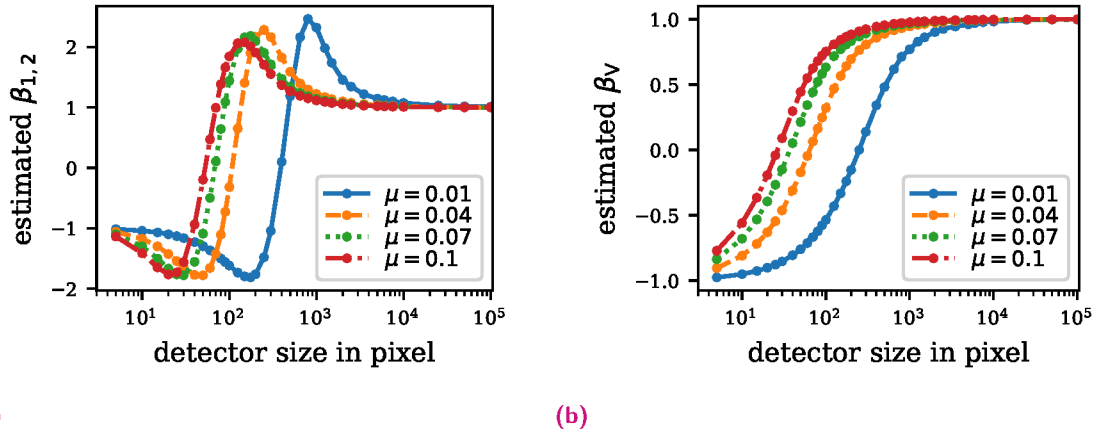 estimated β1,2
2
1
0
−1
−2
10^1
10^2
10^3
10^4
10^5
detector size in pixel
μ = 0.01
μ = 0.04
μ = 0.07
μ = 0.1
estimated βV
1.0
0.5
0.0
−0.5
−1.0
10^1
10^2
10^3
10^4
10^5
detector size in pixel
μ = 0.01
μ = 0.04
μ = 0.07
μ = 0.1
(b)